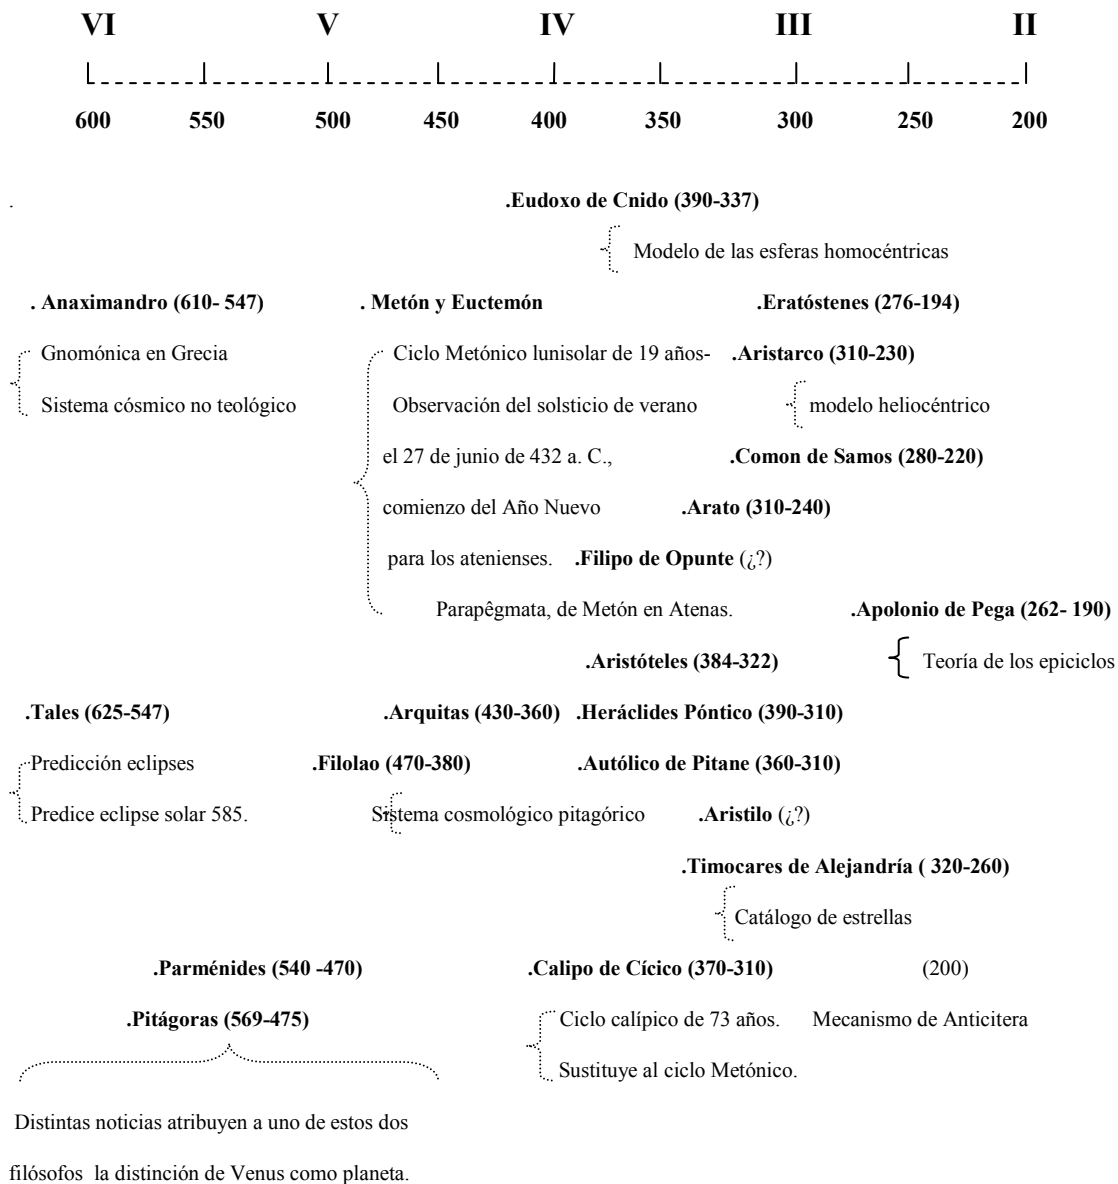 VI V IV III II
600 550 500 450 400 350 300 250 200
.
.Eudoxo de Cnido (390-337)
Modelo de las esferas homocéntricas
. Anaximandro (610- 547) . Metón y Euctemón .Eratóstenes (276-194)
Gnomónica en Grecia Ciclo Metónico lunisolar de 19 años- .Aristarco (310-230)
Sistema cósmico no teológico Observación del solsticio de verano modelo heliocéntrico
el 27 de junio de 432 a. C., .Comon de Samos (280-220)
comienzo del Año Nuevo .Arato (310-240)
para los atenienses. .Filipo de Opunte (¿?)
Parapêgmata, de Metón en Atenas. .Apolonio de Pega (262- 190)
.Aristóteles (384-322) Teoría de los epiciclos
.Tales (625-547) .Arquitas (430-360) .Heráclides Póntico (390-310)
Predicción eclipses .Filolao (470-380) .Autólico de Pitane (360-310)
Predice eclipse solar 585. Sistema cosmológico pitagórico .Aristilo (¿?)
.Timocares de Alejandría ( 320-260)
Catálogo de estrellas
.Parménides (540 -470) .Calipo de Cícico (370-310) (200)
.Pitágoras (569-475) Ciclo calípico de 73 años. Mecanismo de Anticitera
Sustituye al ciclo Metónico.
Distintas noticias atribuyen a uno de estos dos
filósofos la distinción de Venus como planeta.